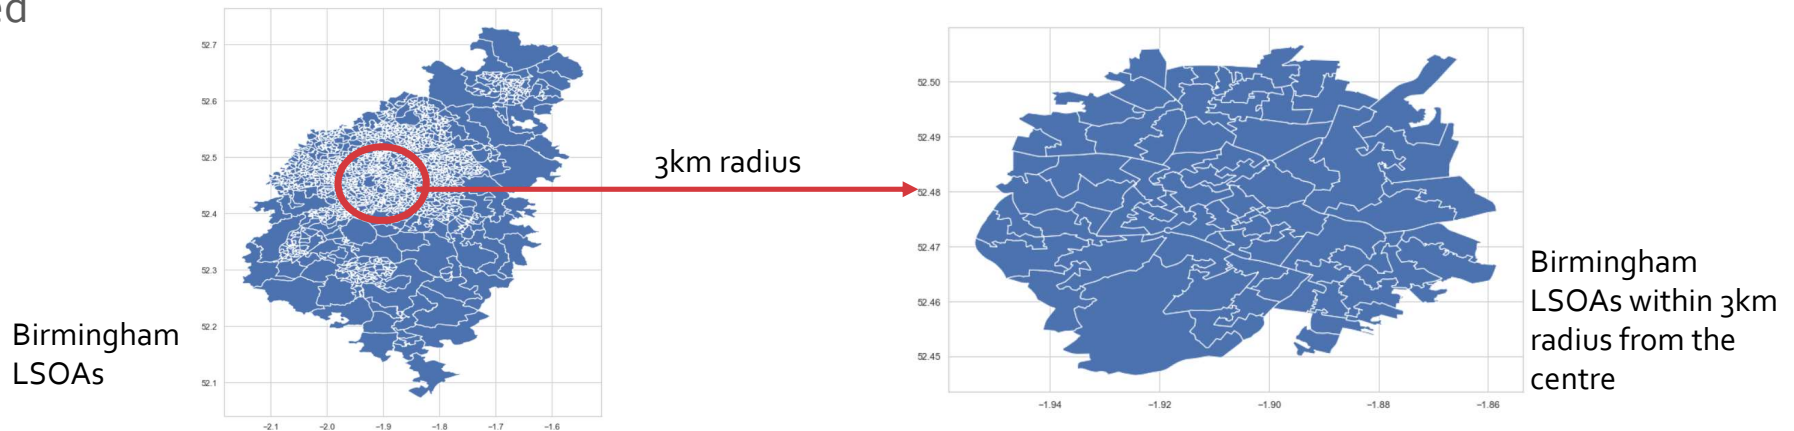 ed
52.7
52.6
52.5
52.4
52.3
52.2
52.1
-2.1 -2.0 -1.9 -1.8 -1.7 -1.6
Birmingham
LSOAs
3km radius
52.50
52.49
52.48
52.47
52.46
52.45
-1.94 -1.92 -1.90 -1.88 -1.86
Birmingham
LSOAs within 3km
radius from the
centre